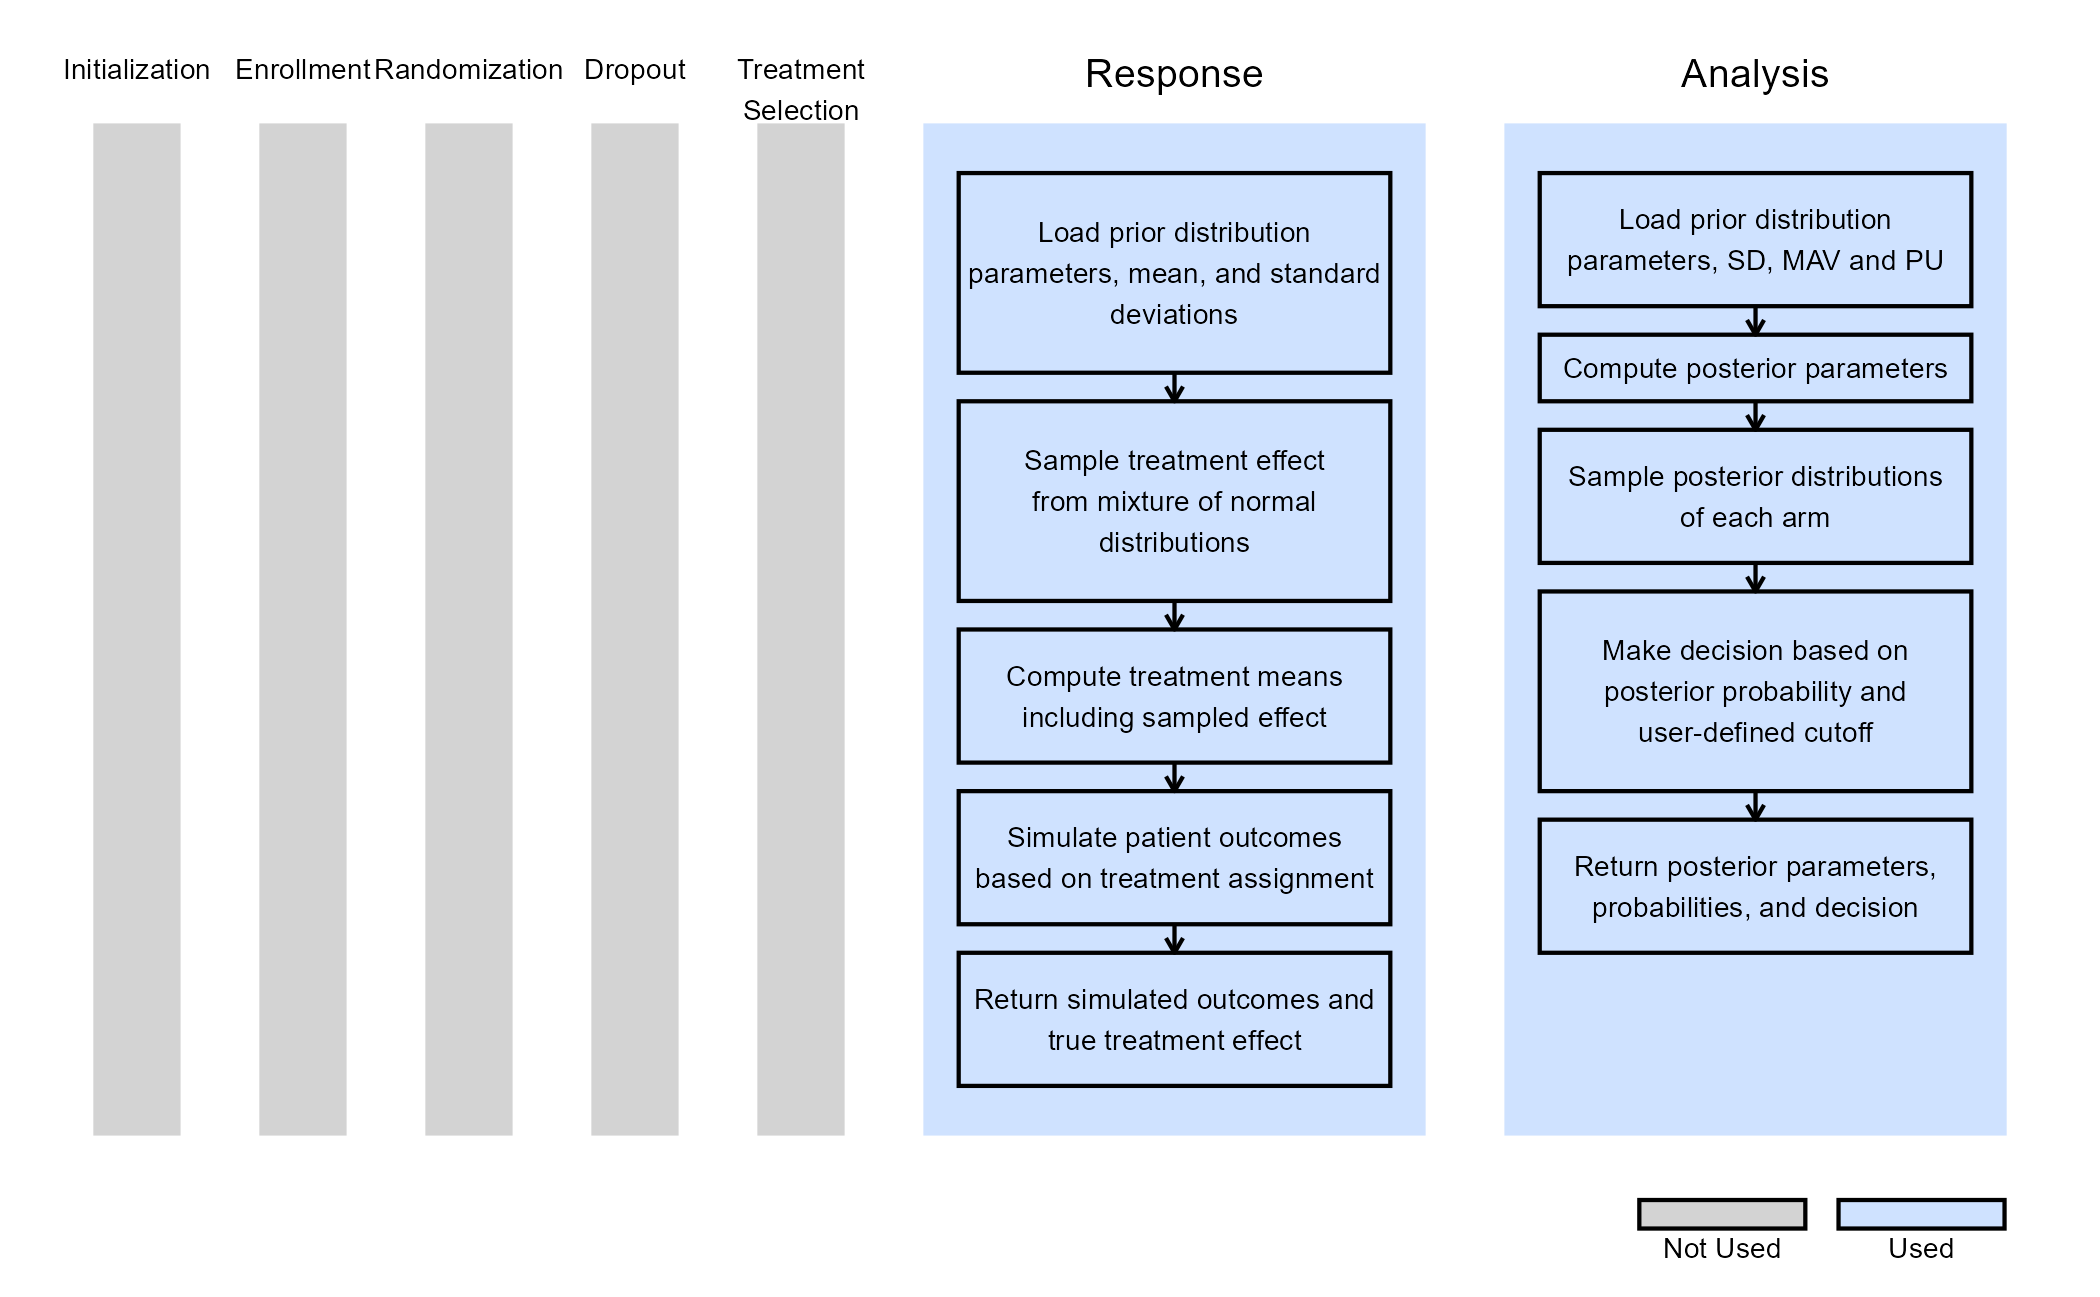 Initialization
Enrollment
Randomization
Dropout
Treatment
Selection
Response
Analysis
Load prior distribution
parameters, mean, and standard
deviations
Sample treatment effect
from mixture of normal
distributions
Compute treatment means
including sampled effect
Simulate patient outcomes
based on treatment assignment
Return simulated outcomes and
true treatment effect
Load prior distribution
parameters, SD, MAV and PU
Compute posterior parameters
Sample posterior distributions
of each arm
Make decision based on
posterior probability and
user-defined cutoff
Return posterior parameters,
probabilities, and decision
Not Used
Used